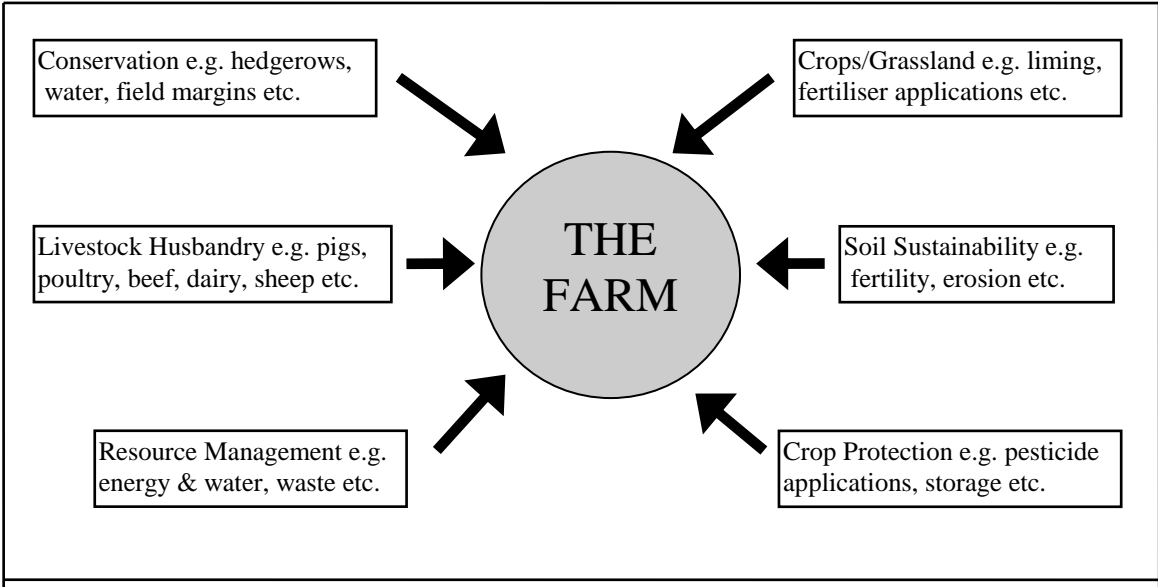 Conservation e.g. hedgerows,
water, field margins etc.
Crops/Grassland e.g. liming,
fertiliser applications etc.
Livestock Husbandry e.g. pigs,
poultry, beef, dairy, sheep etc.
THE
FARM
Soil Sustainability e.g.
fertility, erosion etc.
Resource Management e.g.
energy & water, waste etc.
Crop Protection e.g. pesticide
applications, storage etc.